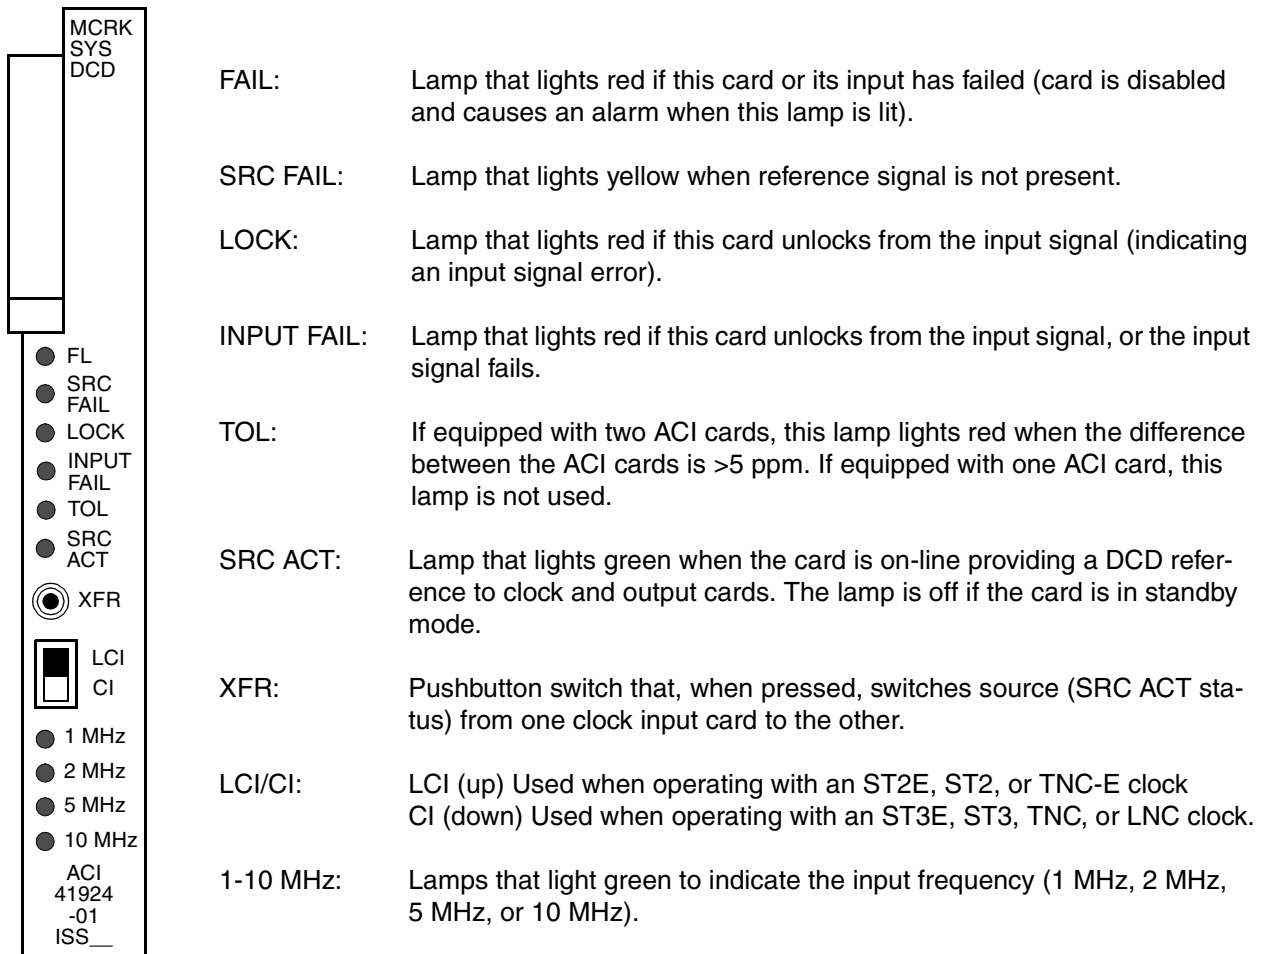 MCRK
SYS
DCD
FL
SRC
FAIL
LOCK
INPUT
FAIL
TOL
SRC
ACT
XFR
LCI
CI
1 MHz
2 MHz
5 MHz
10 MHz
ACI
41924
-01
ISS__
FAIL: Lamp that lights red if this card or its input has failed (card is disabled
and causes an alarm when this lamp is lit).
SRC FAIL: Lamp that lights yellow when reference signal is not present.
LOCK: Lamp that lights red if this card unlocks from the input signal (indicating
an input signal error).
INPUT FAIL: Lamp that lights red if this card unlocks from the input signal, or the input
signal fails.
TOL: If equipped with two ACI cards, this lamp lights red when the difference
between the ACI cards is >5 ppm. If equipped with one ACI card, this
lamp is not used.
SRC ACT: Lamp that lights green when the card is on-line providing a DCD refer-
ence to clock and output cards. The lamp is off if the card is in standby
mode.
XFR: Pushbutton switch that, when pressed, switches source (SRC ACT sta-
tus) from one clock input card to the other.
LCI/CI: LCI (up) Used when operating with an ST2E, ST2, or TNC-E clock
CI (down) Used when operating with an ST3E, ST3, TNC, or LNC clock.
1-10 MHz: Lamps that light green to indicate the input frequency (1 MHz, 2 MHz,
5 MHz, or 10 MHz).